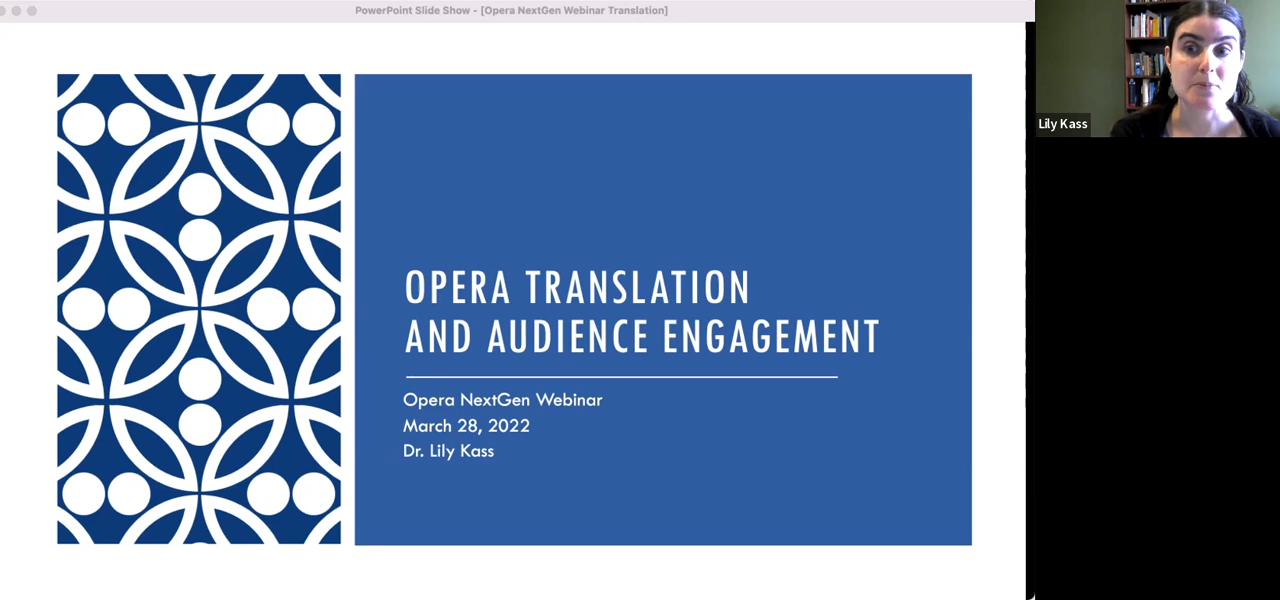 PowerPoint Slide Show - [Opera NextGen Webinar Translation]
Lily Kass
OPERA TRANSLATION
AND AUDIENCE ENGAGEMENT
Opera NextGen Webinar
March 28, 2022
Dr. Lily Kass